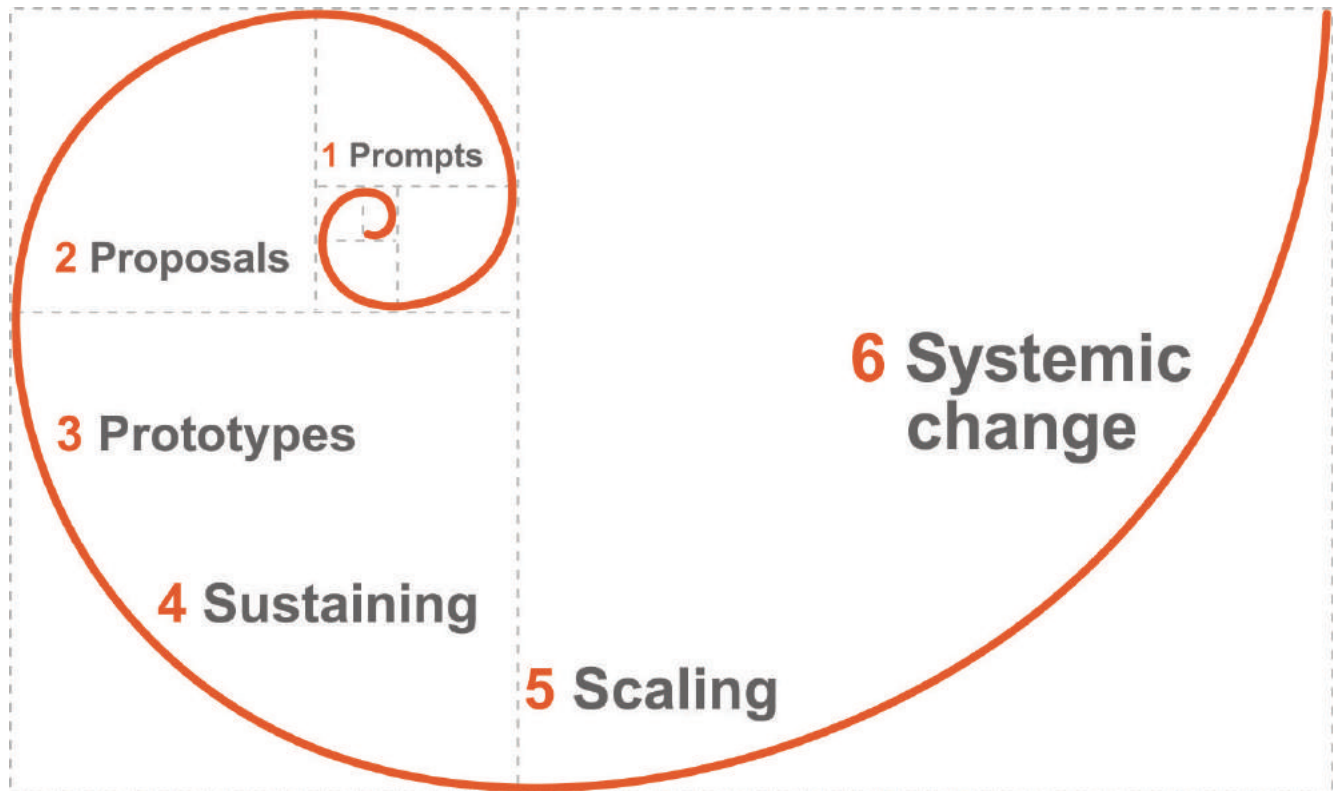 1 Prompts
2 Proposals
3 Prototypes
4 Sustaining
5 Scaling
6 Systemic
change